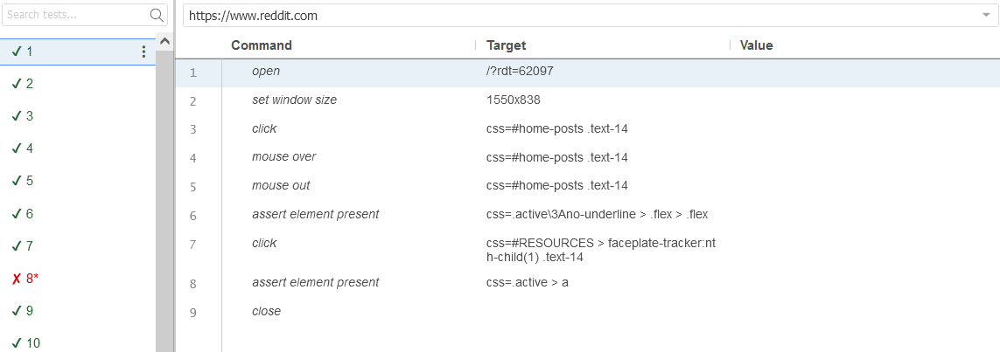 Search tests...
https://www.reddit.com
Command Target Value
✓ 1
✓ 2
✓ 3
✓ 4
✓ 5
✓ 6
✓ 7
✗ 8*
✓ 9
✓ 10
1 open /?rdt=62097
2 set window size 1550x838
3 click css=#home-posts .text-14
4 mouse over css=#home-posts .text-14
5 mouse out css=#home-posts .text-14
6 assert element present css=.active\3Ano-underline > .flex > .flex
7 click css=#RESOURCES > faceplate-tracker:nt
h-child(1) .text-14
8 assert element present css=.active > a
9 close